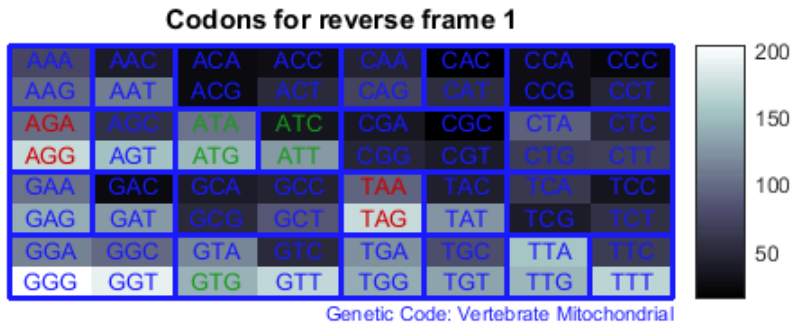 Codons for reverse frame 1
AAA AAC ACA ACC CAA CAC CCA CCC
AAG AAT ACG ACT CAG CAT CCG CCT
AGA AGC ATA ATC CGA CGC CTA CTC
AGG AGT ATG ATT CGG CGT CTG CTT
GAA GAC GCA GCC TAA TAC TCA TCC
GAG GAT GCG GCT TAG TAT TCG TCT
GGA GGC GTA GTC TGA TGC TTA TTC
GGG GGT GTG GTT TGG TGT TTG TTT
200
150
100
50
Genetic Code: Vertebrate Mitochondrial